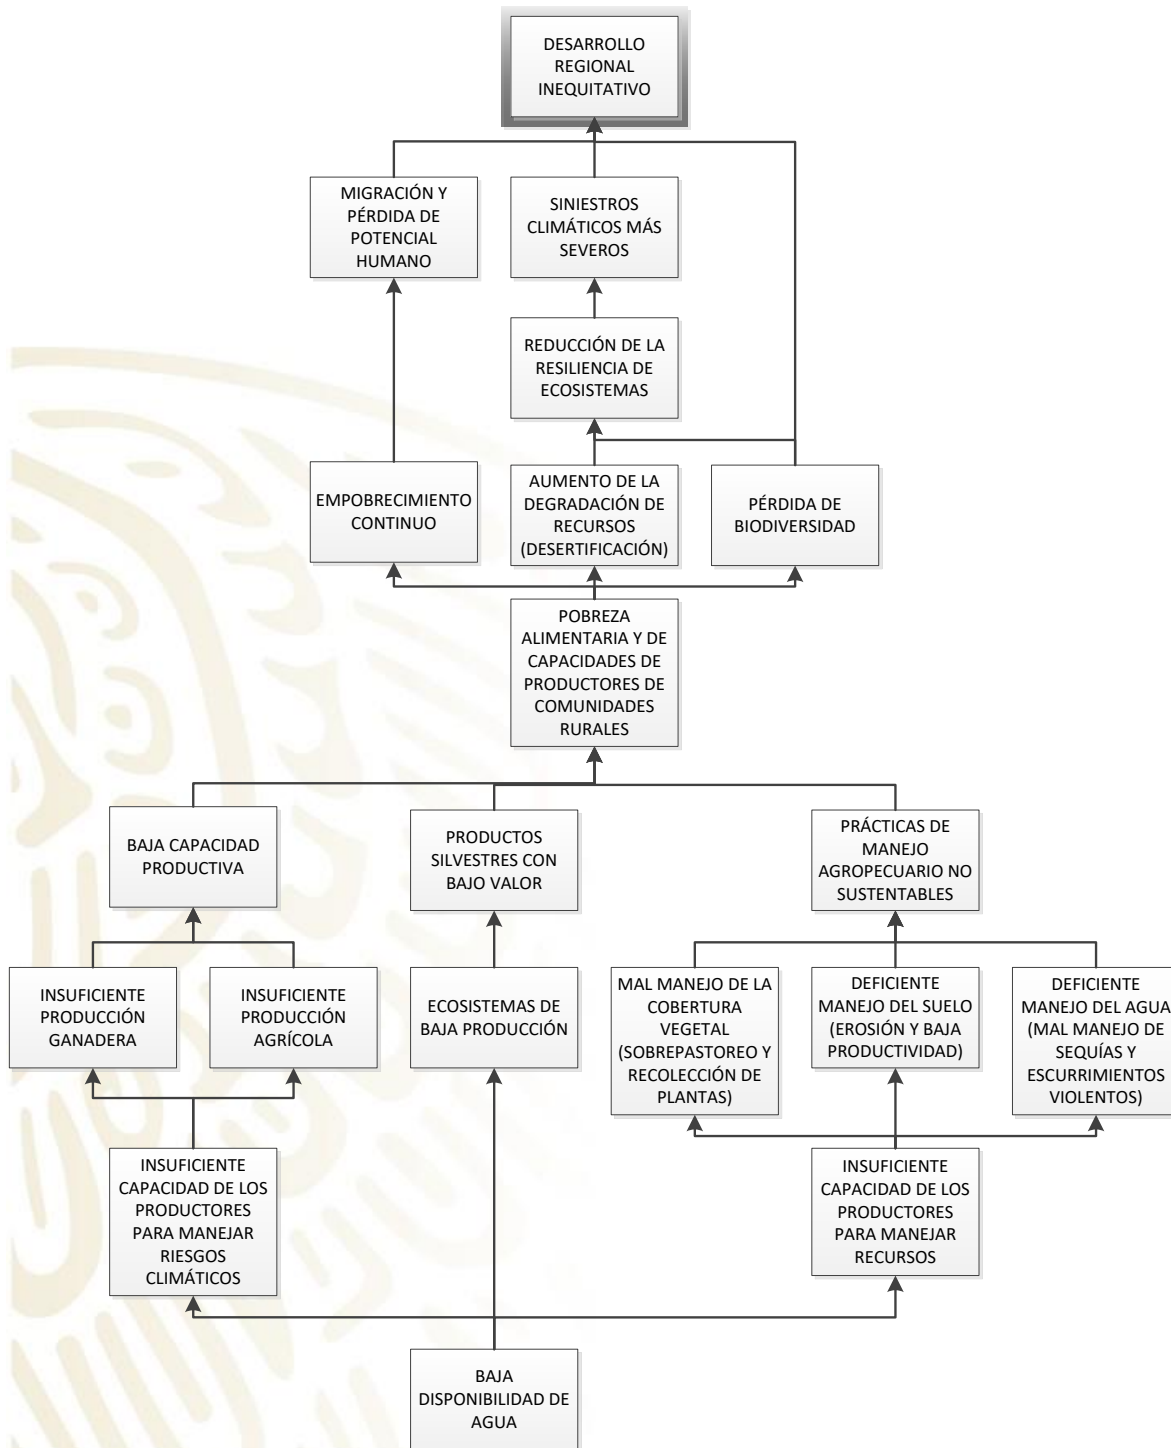 DESARROLLO
REGIONAL
INEQUITATIVO
MIGRACIÓN Y
PÉRDIDA DE
POTENCIAL
HUMANO
SINIESTROS
CLIMÁTICOS MÁS
SEVEROS
REDUCCIÓN DE LA
RESILIENCIA DE
ECOSISTEMAS
EMPOBRECIMIENTO
CONTINUO
AUMENTO DE LA
DEGRADACIÓN DE
RECURSOS
(DESERTIFICACIÓN)
PÉRDIDA DE
BIODIVERSIDAD
POBREZA
ALIMENTARIA Y DE
CAPACIDADES DE
PRODUCTORES DE
COMUNIDADES
RURALES
BAJA CAPACIDAD
PRODUCTIVA
PRODUCTOS
SILVESTRES CON
BAJO VALOR
PRÁCTICAS DE
MANEJO
AGROPECUARIO NO
SUSTENTABLES
INSUFICIENTE
PRODUCCIÓN
GANADERA
INSUFICIENTE
PRODUCCIÓN
AGRÍCOLA
ECOSISTEMAS DE
BAJA PRODUCCIÓN
MAL MANEJO DE LA
COBERTURA
VEGETAL
(SOBREPASTOREO Y
RECOLECCIÓN DE
PLANTAS)
DEFICIENTE
MANEJO DEL SUELO
(EROSIÓN Y BAJA
PRODUCTIVIDAD)
DEFICIENTE
MANEJO DEL AGUA
(MAL MANEJO DE
SEQUÍAS Y
ESCURRIMIENTOS
VIOLENTOS)
INSUFICIENTE
CAPACIDAD DE LOS
PRODUCTORES
PARA MANEJAR
RIESGOS
CLIMÁTICOS
INSUFICIENTE
CAPACIDAD DE LOS
PRODUCTORES
PARA MANEJAR
RECURSOS
BAJA
DISPONIBILIDAD DE
AGUA